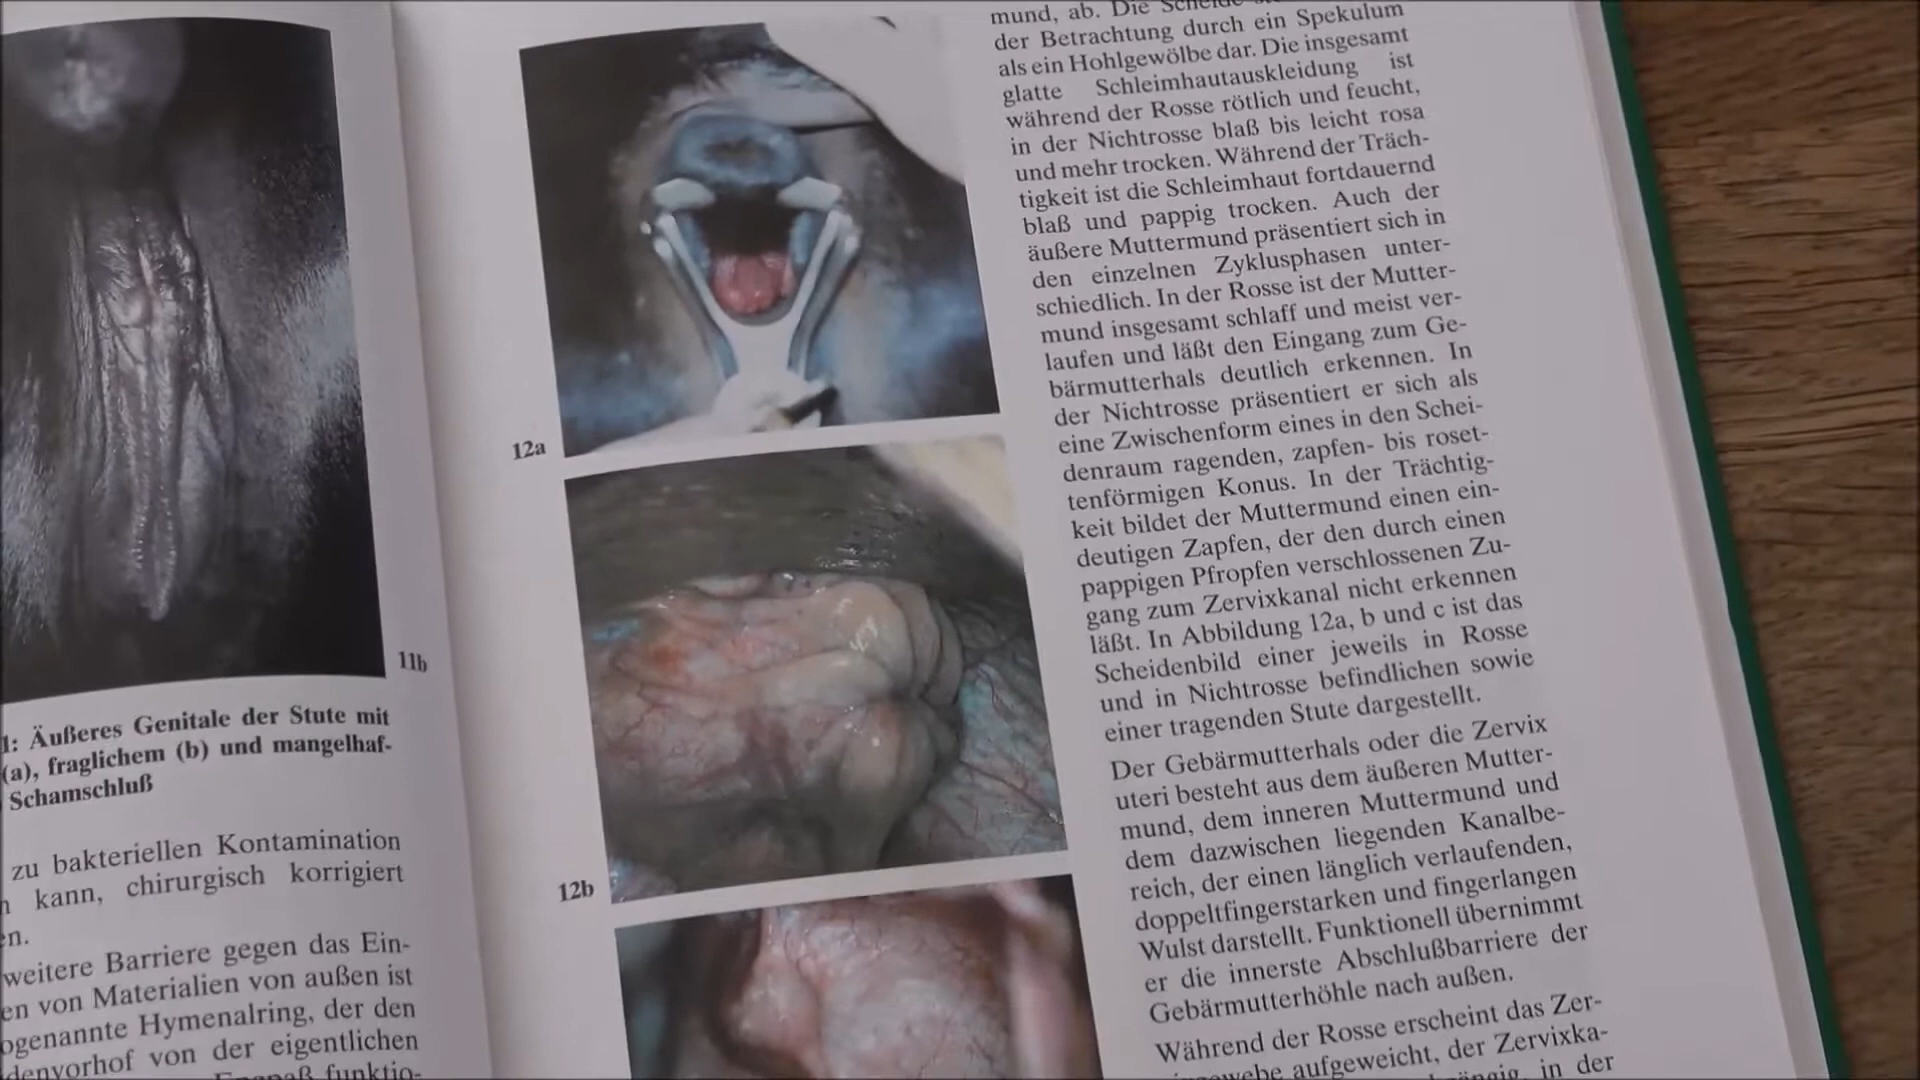 11b
1: Äußeres Genitale der Stute mit
(a), fraglichem (b) und mangelhaf-
Schamschluß
zu bakteriellen Kontamination
kann, chirurgisch korrigiert
en.
weitere Barriere gegen das Ein-
en von Materialien von außen ist
ogenannte Hymenalring, der den
denvorhof von der eigentlichen
funktio-
12a
12b
mund, ab. Die Scheide
der Betrachtung durch ein Spekulum
als ein Hohlgewölbe dar. Die insgesamt
glatte Schleimhautauskleidung ist
während der Rosse rötlich und feucht,
in der Nichtrosse blaß bis leicht rosa
und mehr trocken. Während der Träch-
tigkeit ist die Schleimhaut fortdauernd
blaß und pappig trocken. Auch der
äußere Muttermund präsentiert sich in
den einzelnen Zyklusphasen unter-
schiedlich. In der Rosse ist der Mutter-
mund insgesamt schlaff und meist ver-
laufen und läßt den Eingang zum Ge-
bärmutterhals deutlich erkennen. In
der Nichtrosse präsentiert er sich als
eine Zwischenform eines in den Schei-
denraum ragenden, zapfen- bis roset-
tenförmigen Konus. In der Trächtig-
keit bildet der Muttermund einen ein-
deutigen Zapfen, der den durch einen
pappigen Pfropfen verschlossenen Zu-
gang zum Zervixkanal nicht erkennen
läßt. In Abbildung 12a, b und c ist das
Scheidenbild einer jeweils in Rosse
und in Nichtrosse befindlichen sowie
einer tragenden Stute dargestellt.
Der Gebärmutterhals oder die Zervix
uteri besteht aus dem äußeren Mutter-
mund, dem inneren Muttermund und
dem dazwischen liegenden Kanalbe-
reich, der einen länglich verlaufenden,
doppeltfingerstarken und fingerlangen
Wulst darstellt. Funktionell übernimmt
er die innerste Abschlußbarriere der
Gebärmutterhöhle nach außen.
Während der Rosse erscheint das Zer-
aufgeweicht, der Zervixka-
in der